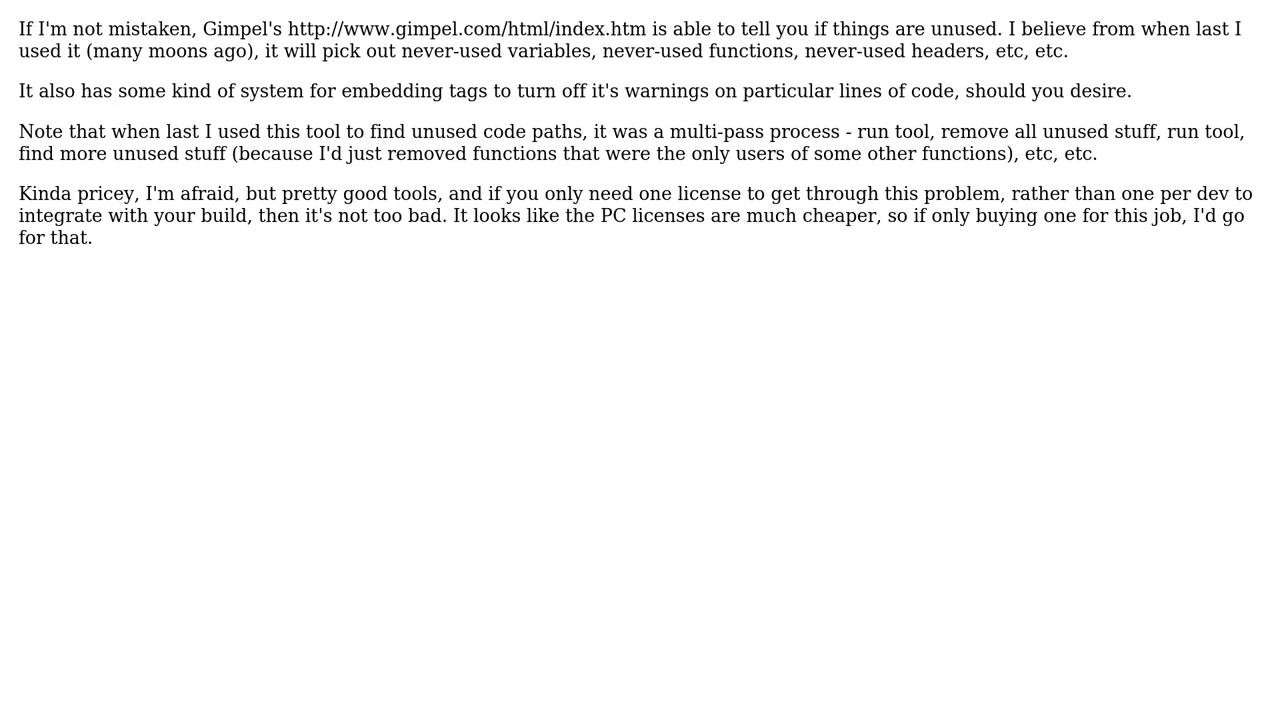 If I'm not mistaken, Gimpel's http://www.gimpel.com/html/index.htm is able to tell you if things are unused. I believe from when last I
used it (many moons ago), it will pick out never-used variables, never-used functions, never-used headers, etc, etc.
It also has some kind of system for embedding tags to turn off it's warnings on particular lines of code, should you desire.
Note that when last I used this tool to find unused code paths, it was a multi-pass process - run tool, remove all unused stuff, run tool,
find more unused stuff (because I'd just removed functions that were the only users of some other functions), etc, etc.
Kinda pricey, I'm afraid, but pretty good tools, and if you only need one license to get through this problem, rather than one per dev to
integrate with your build, then it's not too bad. It looks like the PC licenses are much cheaper, so if only buying one for this job, I'd go
for that.